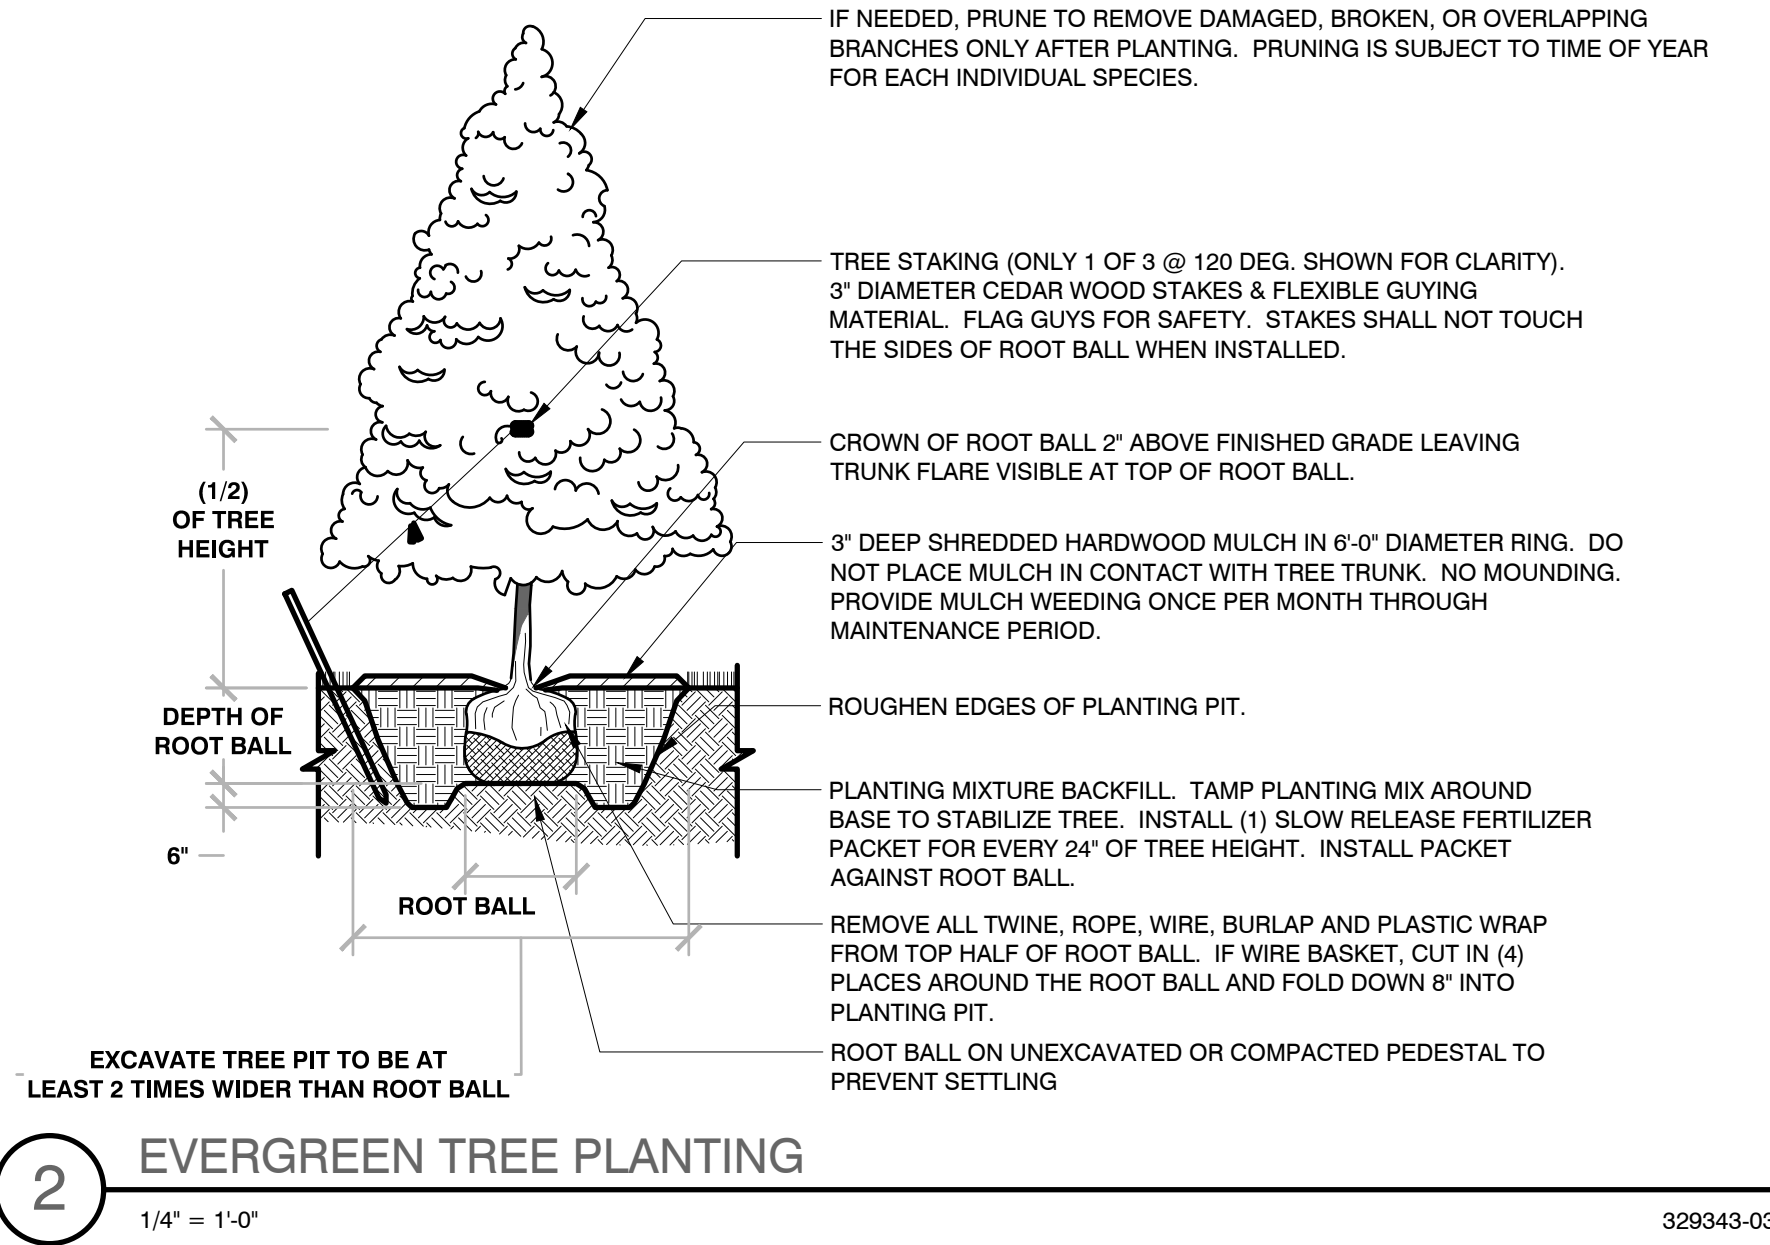 IF NEEDED, PRUNE TO REMOVE DAMAGED, BROKEN, OR OVERLAPPING
BRANCHES ONLY AFTER PLANTING.  PRUNING IS SUBJECT TO TIME OF YEAR
FOR EACH INDIVIDUAL SPECIES.
TREE STAKING (ONLY 1 OF 3 @ 120 DEG. SHOWN FOR CLARITY).
3" DIAMETER CEDAR WOOD STAKES & FLEXIBLE GUYING
MATERIAL.  FLAG GUYS FOR SAFETY.  STAKES SHALL NOT TOUCH
THE SIDES OF ROOT BALL WHEN INSTALLED.
CROWN OF ROOT BALL 2" ABOVE FINISHED GRADE LEAVING
TRUNK FLARE VISIBLE AT TOP OF ROOT BALL.
(1/2)
OF TREE
HEIGHT
3" DEEP SHREDDED HARDWOOD MULCH IN 6'-0" DIAMETER RING.  DO
NOT PLACE MULCH IN CONTACT WITH TREE TRUNK.  NO MOUNDING.
PROVIDE MULCH WEEDING ONCE PER MONTH THROUGH
MAINTENANCE PERIOD.
DEPTH OF
ROOT BALL
ROUGHEN EDGES OF PLANTING PIT.
PLANTING MIXTURE BACKFILL.  TAMP PLANTING MIX AROUND
BASE TO STABILIZE TREE.  INSTALL (1) SLOW RELEASE FERTILIZER
PACKET FOR EVERY 24" OF TREE HEIGHT.  INSTALL PACKET
AGAINST ROOT BALL.
6"
ROOT BALL
REMOVE ALL TWINE, ROPE, WIRE, BURLAP AND PLASTIC WRAP
FROM TOP HALF OF ROOT BALL.  IF WIRE BASKET, CUT IN (4)
PLACES AROUND THE ROOT BALL AND FOLD DOWN 8" INTO
PLANTING PIT.
ROOT BALL ON UNEXCAVATED OR COMPACTED PEDESTAL TO
PREVENT SETTLING
EXCAVATE TREE PIT TO BE AT
LEAST 2 TIMES WIDER THAN ROOT BALL
2
EVERGREEN TREE PLANTING
1/4" = 1'-0"
329343-03